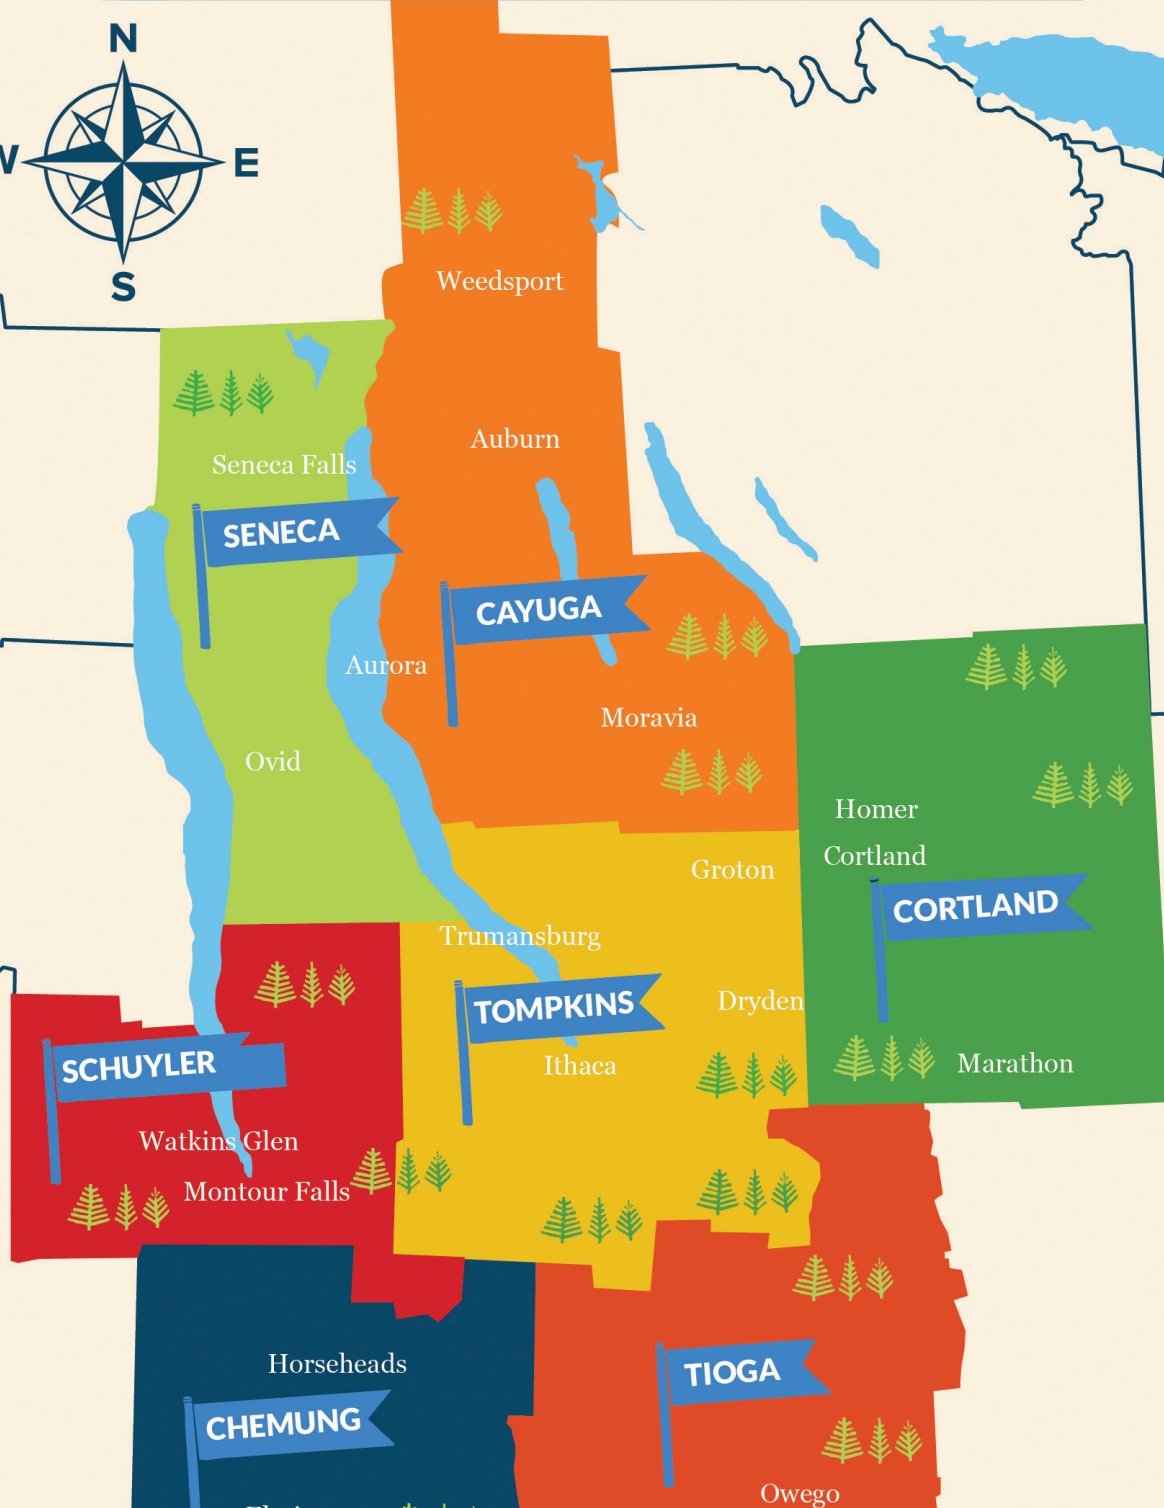 N
W
E
S
Weedsport
Auburn
Seneca Falls
SENECA
CAYUGA
Aurora
Moravia
Ovid
Homer
Cortland
Groton
CORTLAND
Trumansburg
Dryden
TOMPKINS
Ithaca
Marathon
SCHUYLER
Watkins Glen
Montour Falls
Horseheads
TIOGA
CHEMUNG
Owego